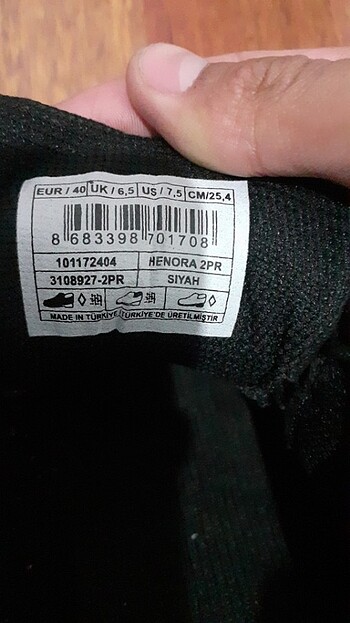 EUR / 40 UK / 6,5 US / 7,5 CM/25,4
8 683398 701708
101172404 HENORA 2PR
3108927-2PR SIYAH
MADE IN TÜRKİYE/TÜRKİYE'DE ÜRETİLMİŞTİR